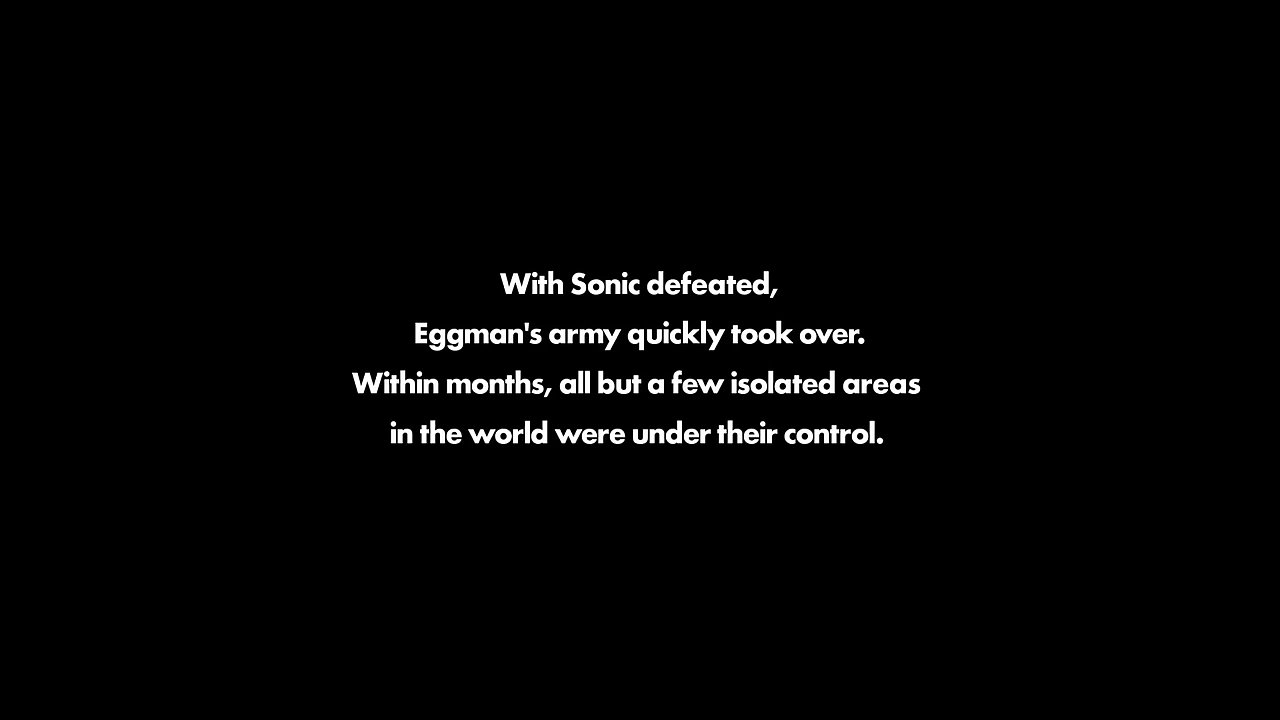 With Sonic defeated,
Eggman's army quickly took over.
Within months, all but a few isolated areas
in the world were under their control.